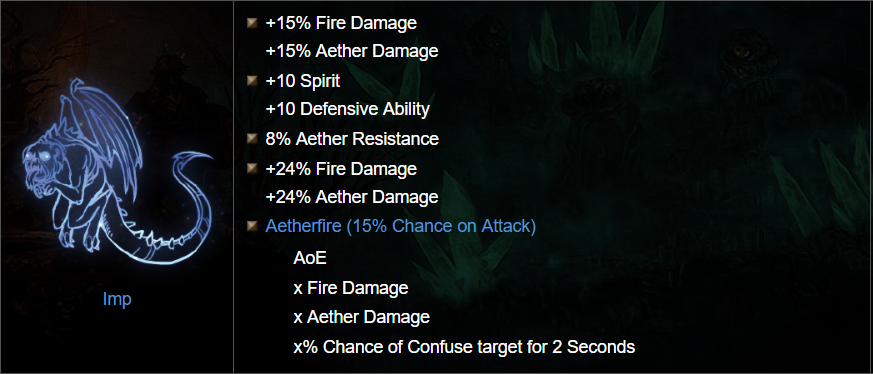 +15% Fire Damage
+15% Aether Damage
+10 Spirit
+10 Defensive Ability
8% Aether Resistance
+24% Fire Damage
+24% Aether Damage
Aetherfire (15% Chance on Attack)
AoE
x Fire Damage
x Aether Damage
x% Chance of Confuse target for 2 Seconds
Imp